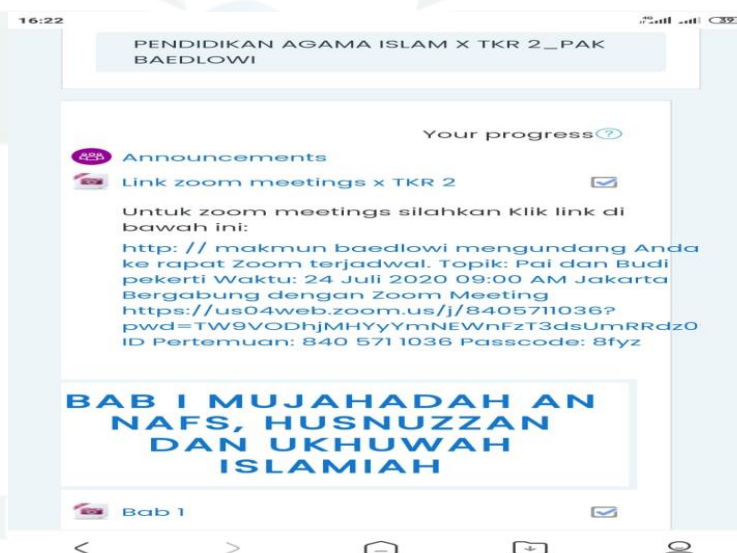 16:22
4G
39
PENDIDIKAN AGAMA ISLAM X TKR 2_PAK
BAEDLOWI
Your progress
Announcements
Link zoom meetings x TKR 2
Untuk zoom meetings silahkan Klik link di
bawah ini:
http: // makmun baedlowi mengundang Anda
ke rapat Zoom terjadwal. Topik: Pai dan Budi
pekerti Waktu: 24 Juli 2020 09:00 AM Jakarta
Bergabung dengan Zoom Meeting
https://us04web.zoom.us/j/8405711036?
pwd=TW9VODhjMHYyYmNEWnFzT3dsUmRRdz0
ID Pertemuan: 840 571 1036 Passcode: 8fyz
BAB I MUJAHADAH AN
NAFS, HUSNUZZAN
DAN UKHUWAH
ISLAMIAH
Bab 1